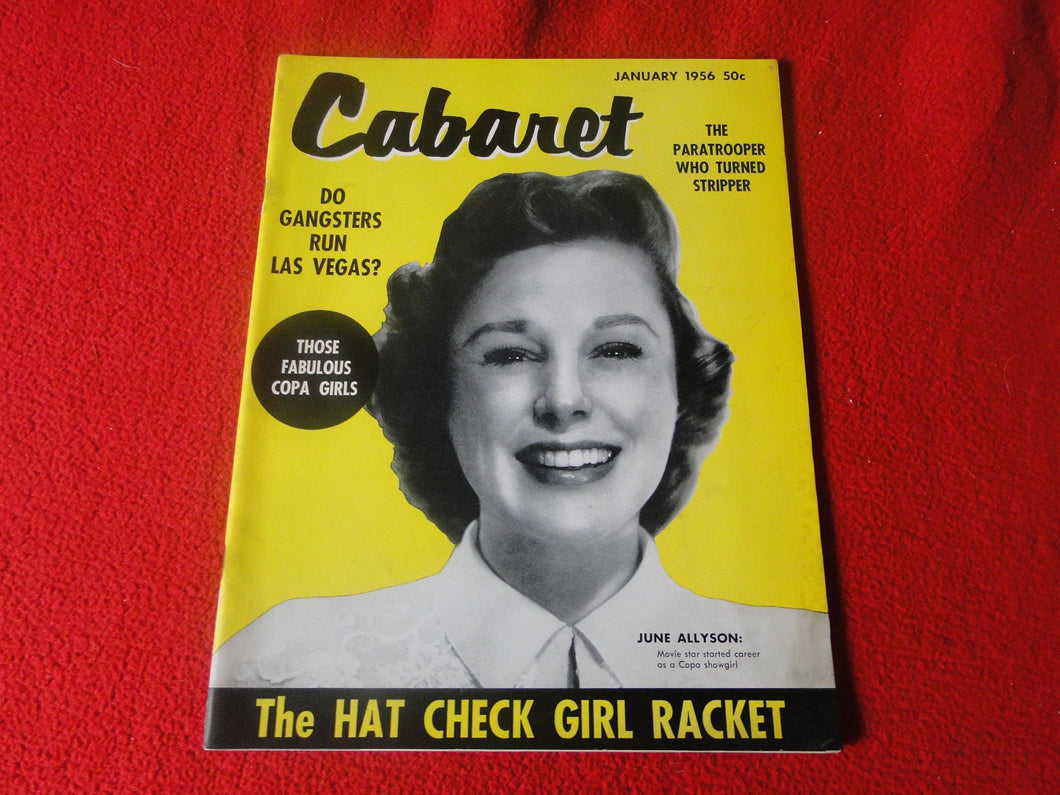 JANUARY 1956 50c
Cabaret
THE
PARATROOPER
WHO TURNED
STRIPPER
DO
GANGSTERS
RUN
LAS VEGAS?
THOSE
FABULOUS
COPA GIRLS
JUNE ALLYSON:
Movie star started career
as a Copa showgirl
The HAT CHECK GIRL RACKET